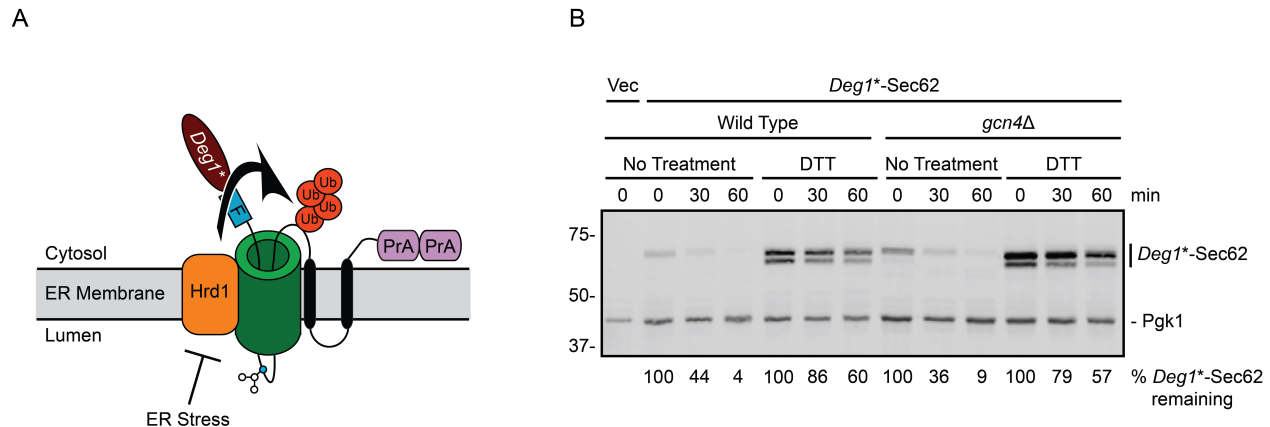 A
Deg1*
F
Ub
Ub
Ub
Ub
PrA PrA
Cytosol
ER Membrane
Hrd1
Lumen
ER Stress
B
Vec Deg1*-Sec62
Wild Type gcn4Δ
No Treatment DTT No Treatment DTT
0 0 30 60 0 30 60 0 30 60 0 30 60 min
75-
Deg1*-Sec62
50-
- Pgk1
37-
100 44 4 100 86 60 100 36 9 100 79 57 % Deg1*-Sec62
remaining